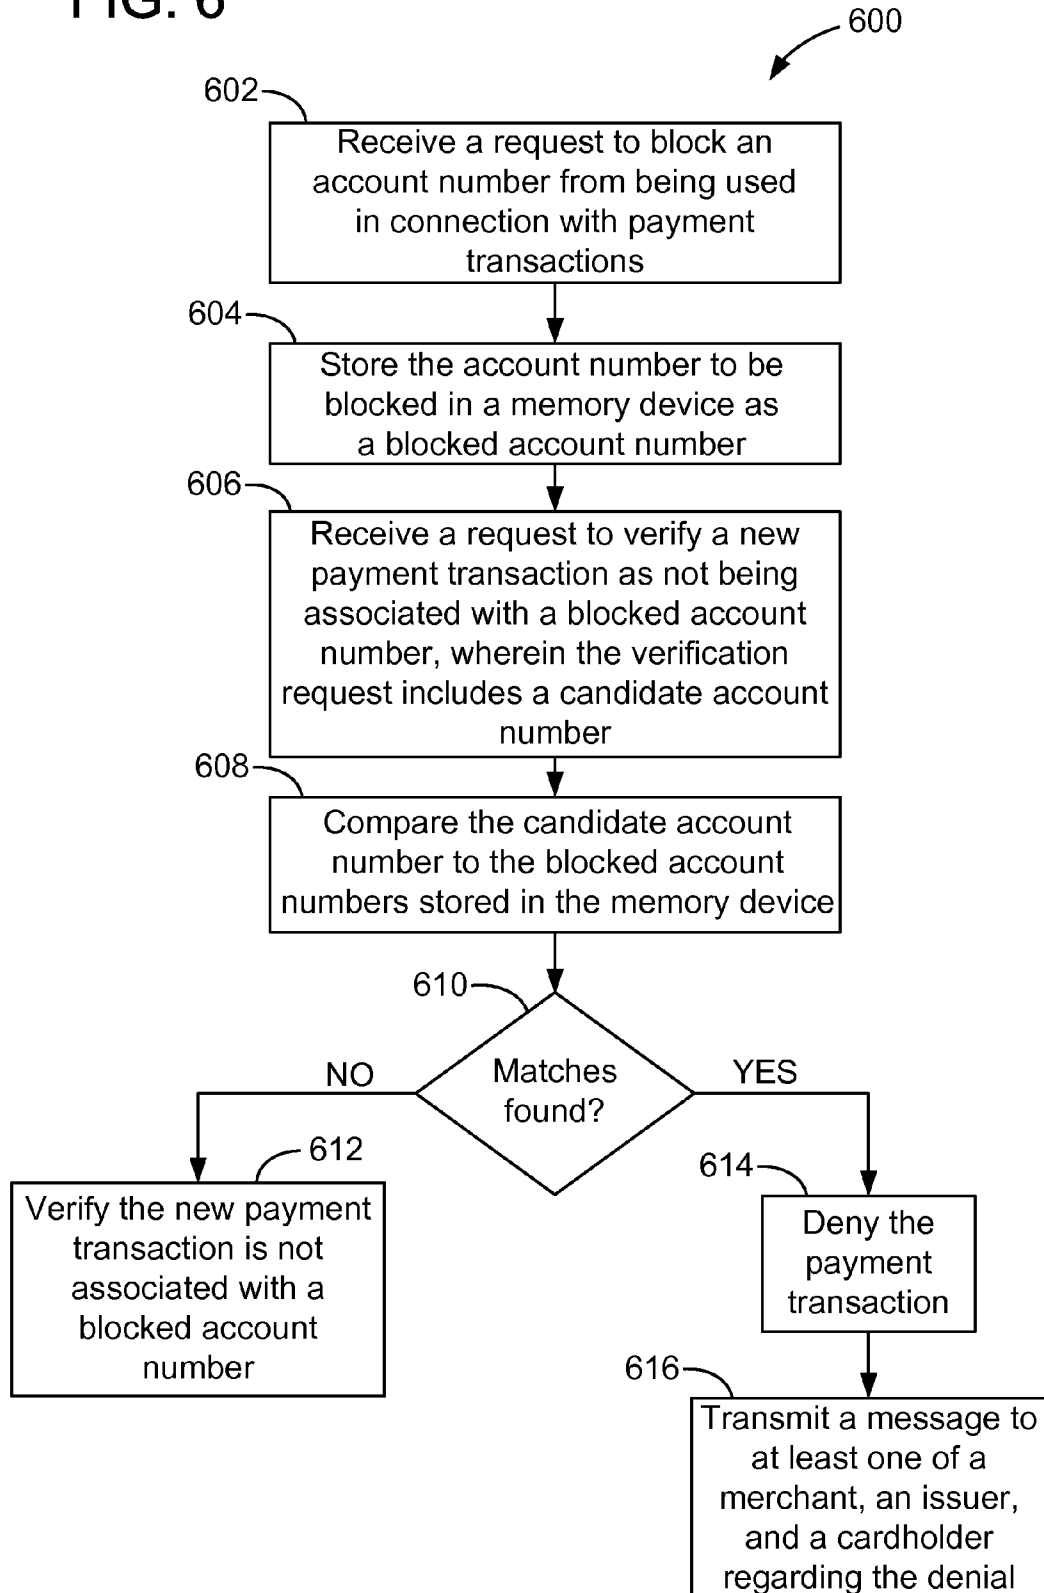 FIG. 6
600
602
Receive a request to block an
account number from being used
in connection with payment
transactions
604
Store the account number to be
blocked in a memory device as
a blocked account number
606
Receive a request to verify a new
payment transaction as not being
associated with a blocked account
number, wherein the verification
request includes a candidate account
number
608
Compare the candidate account
number to the blocked account
numbers stored in the memory device
610
Matches
found?
NO
YES
612
Verify the new payment
transaction is not
associated with a
blocked account
number
614
Deny the
payment
transaction
616
Transmit a message to
at least one of a
merchant, an issuer,
and a cardholder
regarding the denial